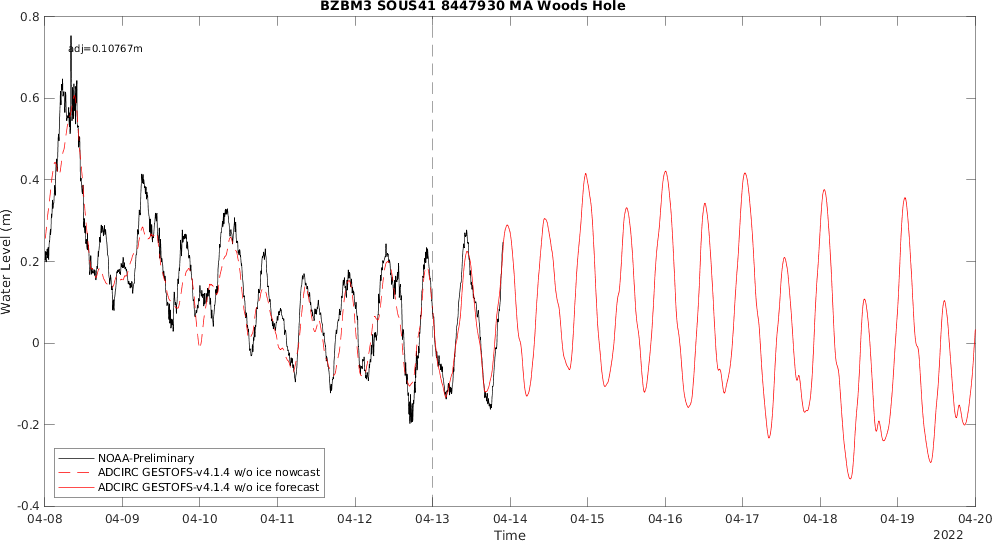 BZBM3 SOUS41 8447930 MA Woods Hole
adj=0.10767m
Water Level (m)
0.8
0.6
0.4
0.2
0
-0.2
-0.4
NOAA-Preliminary
ADCIRC GESTOFS-v4.1.4 w/o ice nowcast
ADCIRC GESTOFS-v4.1.4 w/o ice forecast
04-08 04-09 04-10 04-11 04-12 04-13 04-14 04-15 04-16 04-17 04-18 04-19 04-20
Time
2022